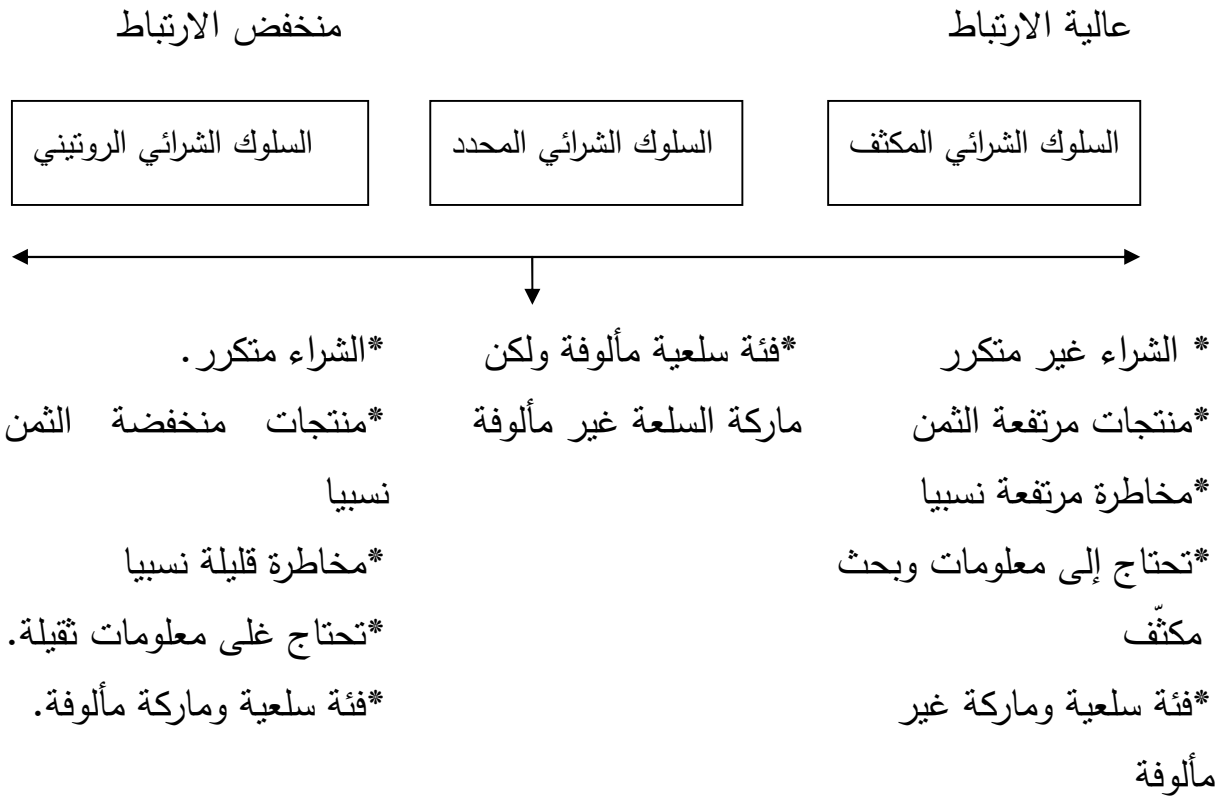 عالية الارتباط
منخفض الارتباط
السلوك الشرائي المكثف
السلوك الشرائي المحدد
السلوك الشرائي الروتيني
* الشراء غير متكرر
*منتجات مرتفعة الثمن
*مخاطرة مرتفعة نسبيا
*تحتاج إلى معلومات وبحث
مكثّف
*فئة سلعية وماركة غير
مألوفة
*فئة سلعية مألوفة ولكن
ماركة السلعة غير مألوفة
*الشراء متكرر.
*منتجات منخفضة الثمن
نسبيا
*مخاطرة قليلة نسبيا
*تحتاج غلى معلومات ثقيلة.
*فئة سلعية وماركة مألوفة.